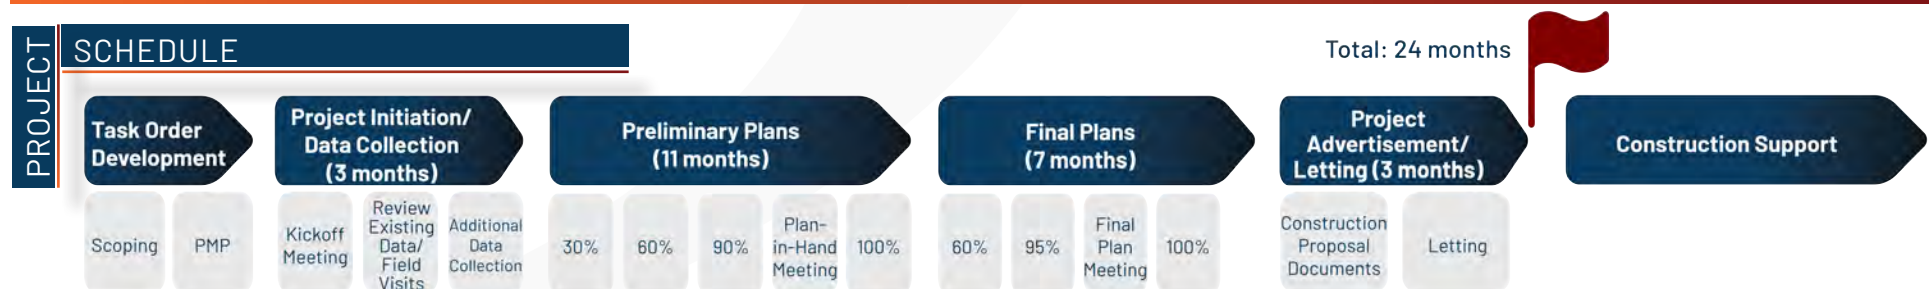 PROJECT
SCHEDULE
Total: 24 months
Task Order
Development
Project Initiation/
Data Collection
(3 months)
Preliminary Plans
(11 months)
Final Plans
(7 months)
Project
Advertisement/
Letting (3 months)
Construction Support
Scoping
PMP
Kickoff
Meeting
Review
Existing
Data/
Field
Visits
Additional
Data
Collection
30%
60%
90%
Plan-
in-Hand
Meeting
100%
60%
95%
Final
Plan
Meeting
100%
Construction
Proposal
Documents
Letting